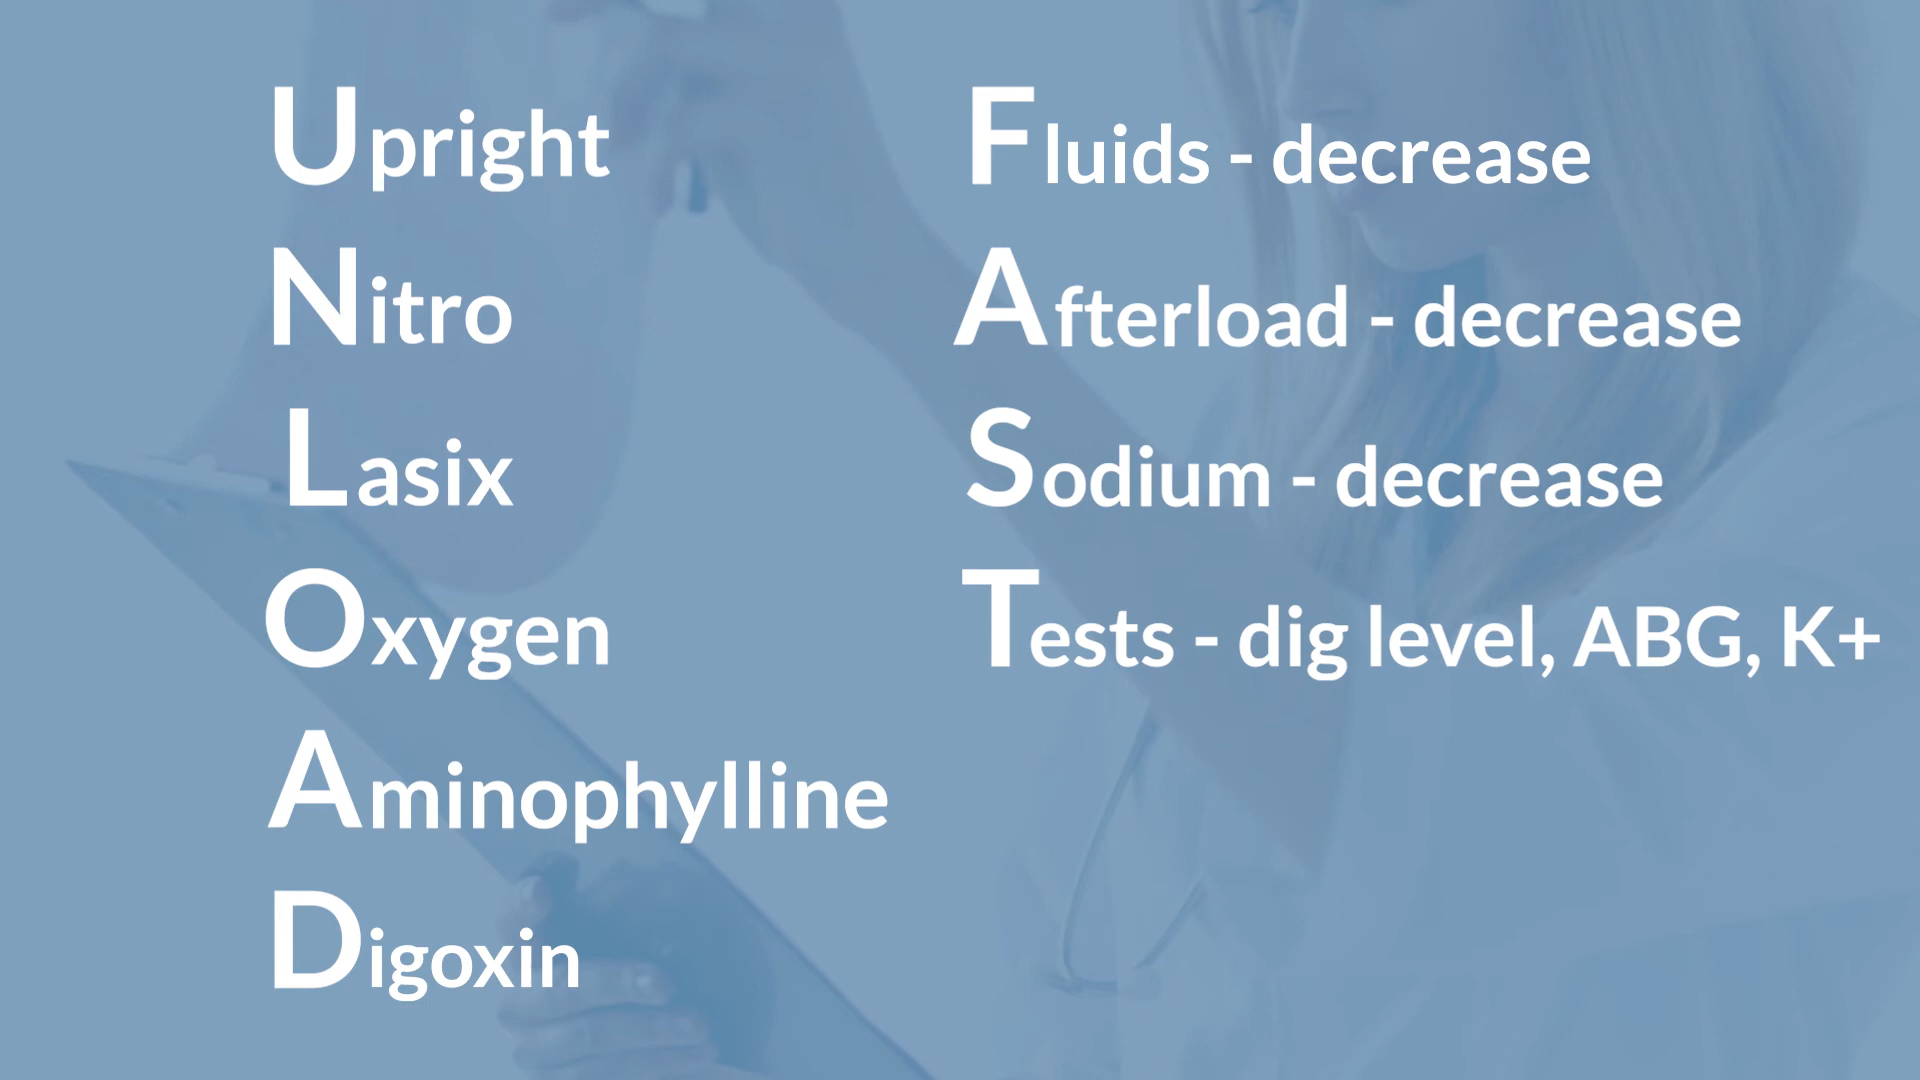 Upright
Nitro
Lasix
Oxygen
Aminophylline
Digoxin
Fluids - decrease
Afterload - decrease
Sodium - decrease
Tests - dig level, ABG, K+